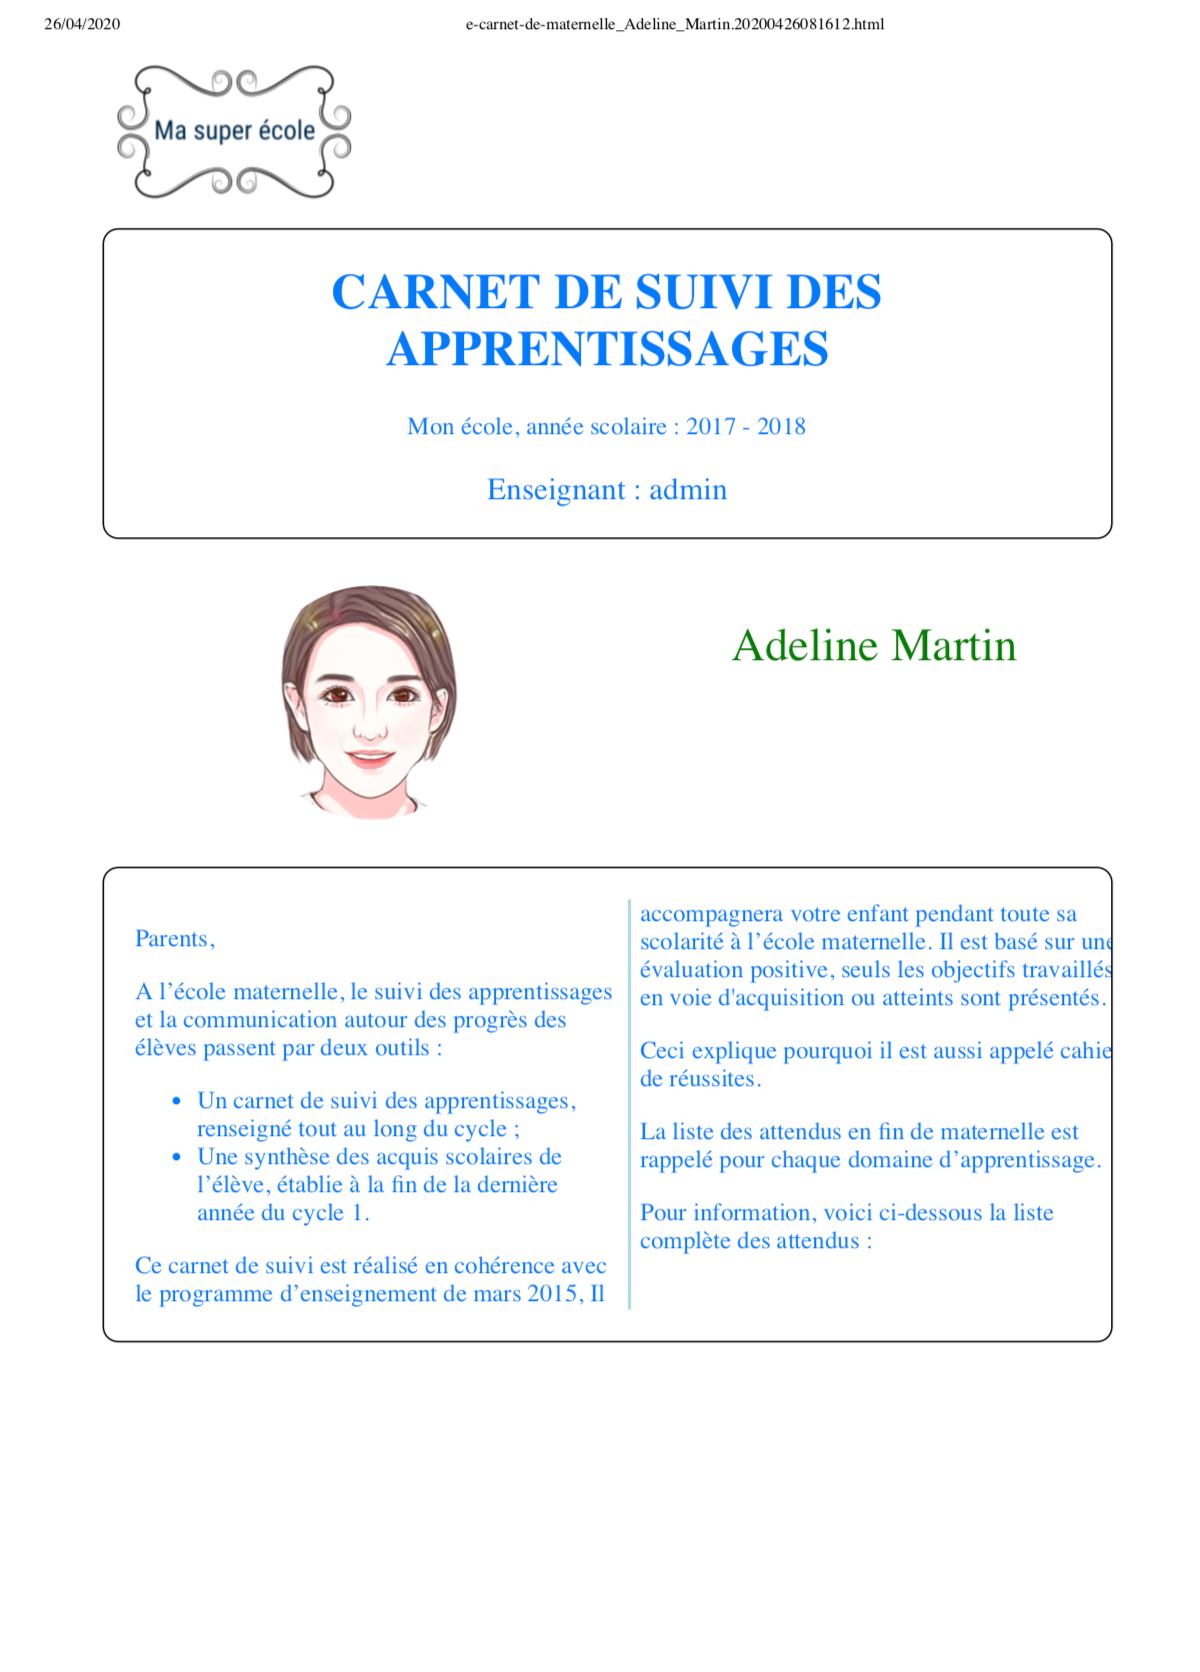 26/04/2020
e-carnet-de-maternelle_Adeline_Martin.20200426081612.html
Ma super école
CARNET DE SUIVI DES
APPRENTISSAGES
Mon école, année scolaire : 2017 - 2018
Enseignant : admin
Adeline Martin
Parents,
A l’école maternelle, le suivi des apprentissages
et la communication autour des progrès des
élèves passent par deux outils :
• Un carnet de suivi des apprentissages,
renseigné tout au long du cycle ;
• Une synthèse des acquis scolaires de
l’élève, établie à la fin de la dernière
année du cycle 1.
Ce carnet de suivi est réalisé en cohérence avec
le programme d’enseignement de mars 2015, Il
accompagnera votre enfant pendant toute sa
scolarité à l’école maternelle. Il est basé sur une
évaluation positive, seuls les objectifs travaillés
en voie d'acquisition ou atteints sont présentés.
Ceci explique pourquoi il est aussi appelé cahie
de réussites.
La liste des attendus en fin de maternelle est
rappelé pour chaque domaine d’apprentissage.
Pour information, voici ci-dessous la liste
complète des attendus :